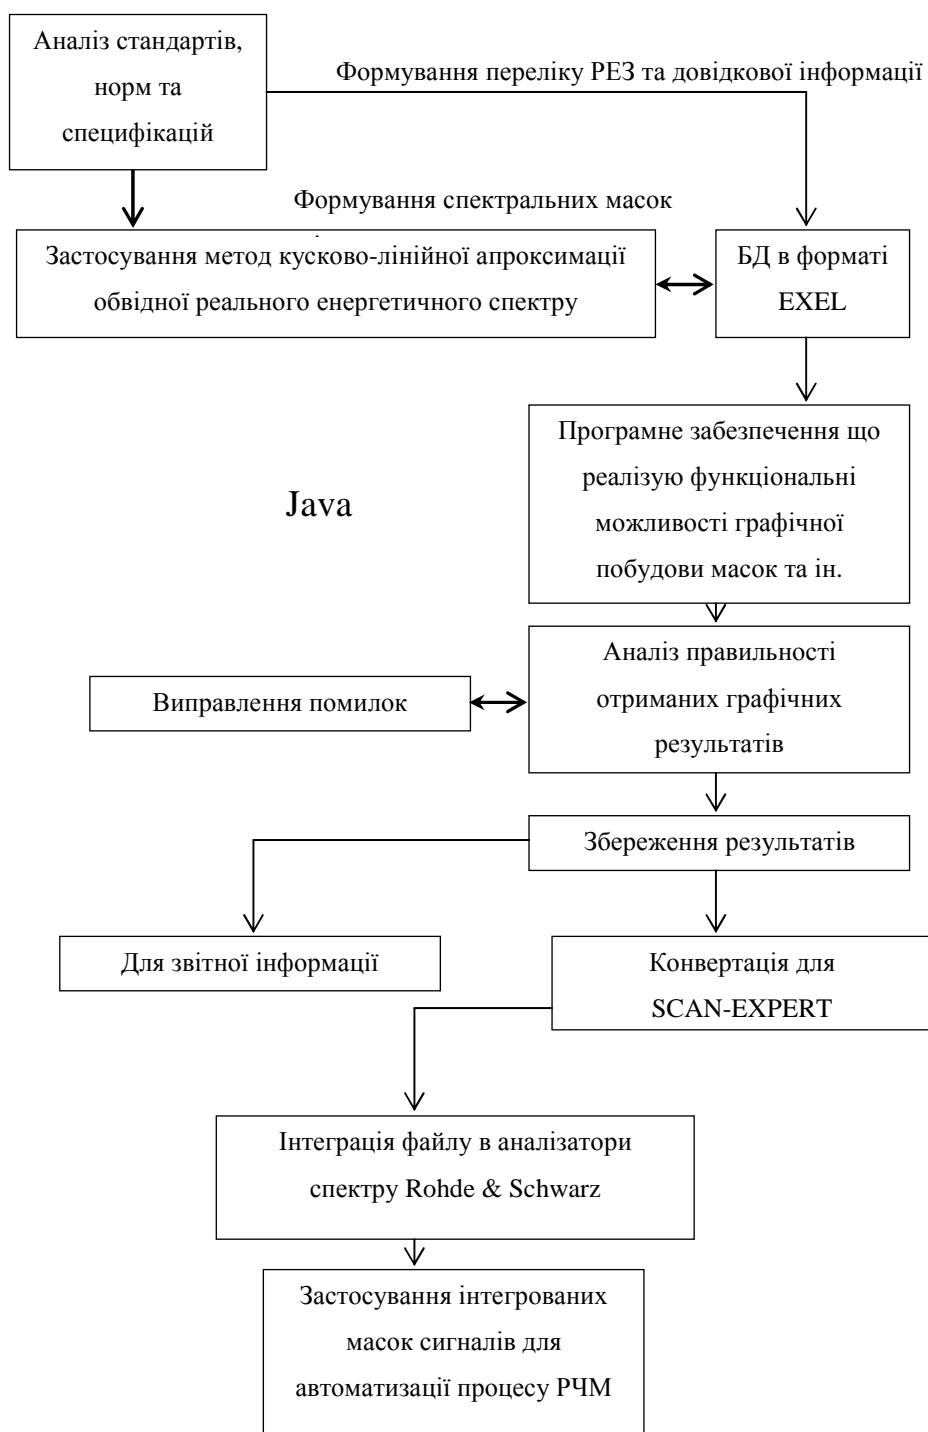 Аналіз стандартів,
норм та
специфікацій
Формування переліку РЕЗ та довідкової інформації
Формування спектральних масок
Застосування метод кусково-лінійної апроксимації
обвідної реального енергетичного спектру
БД в форматі
EXEL
Програмне забезпечення що
реалізую функціональні
можливості графічної
побудови масок та ін.
Java
Аналіз правильності
отриманих графічних
результатів
Виправлення помилок
Збереження результатів
Для звітної інформації
Конвертація для
SCAN-EXPERT
Інтеграція файлу в аналізатори
спектру Rohde & Schwarz
Застосування інтегрованих
масок сигналів для
автоматизації процесу РЧМ